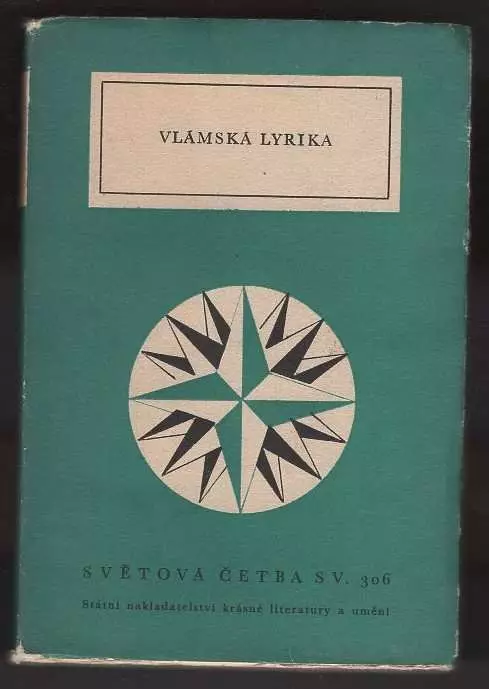 VLÁMSKÁ LYRIKA
SVĚTOVÁ ČETBA SV. 306
Státní nakladatelství krásné literatury a umění